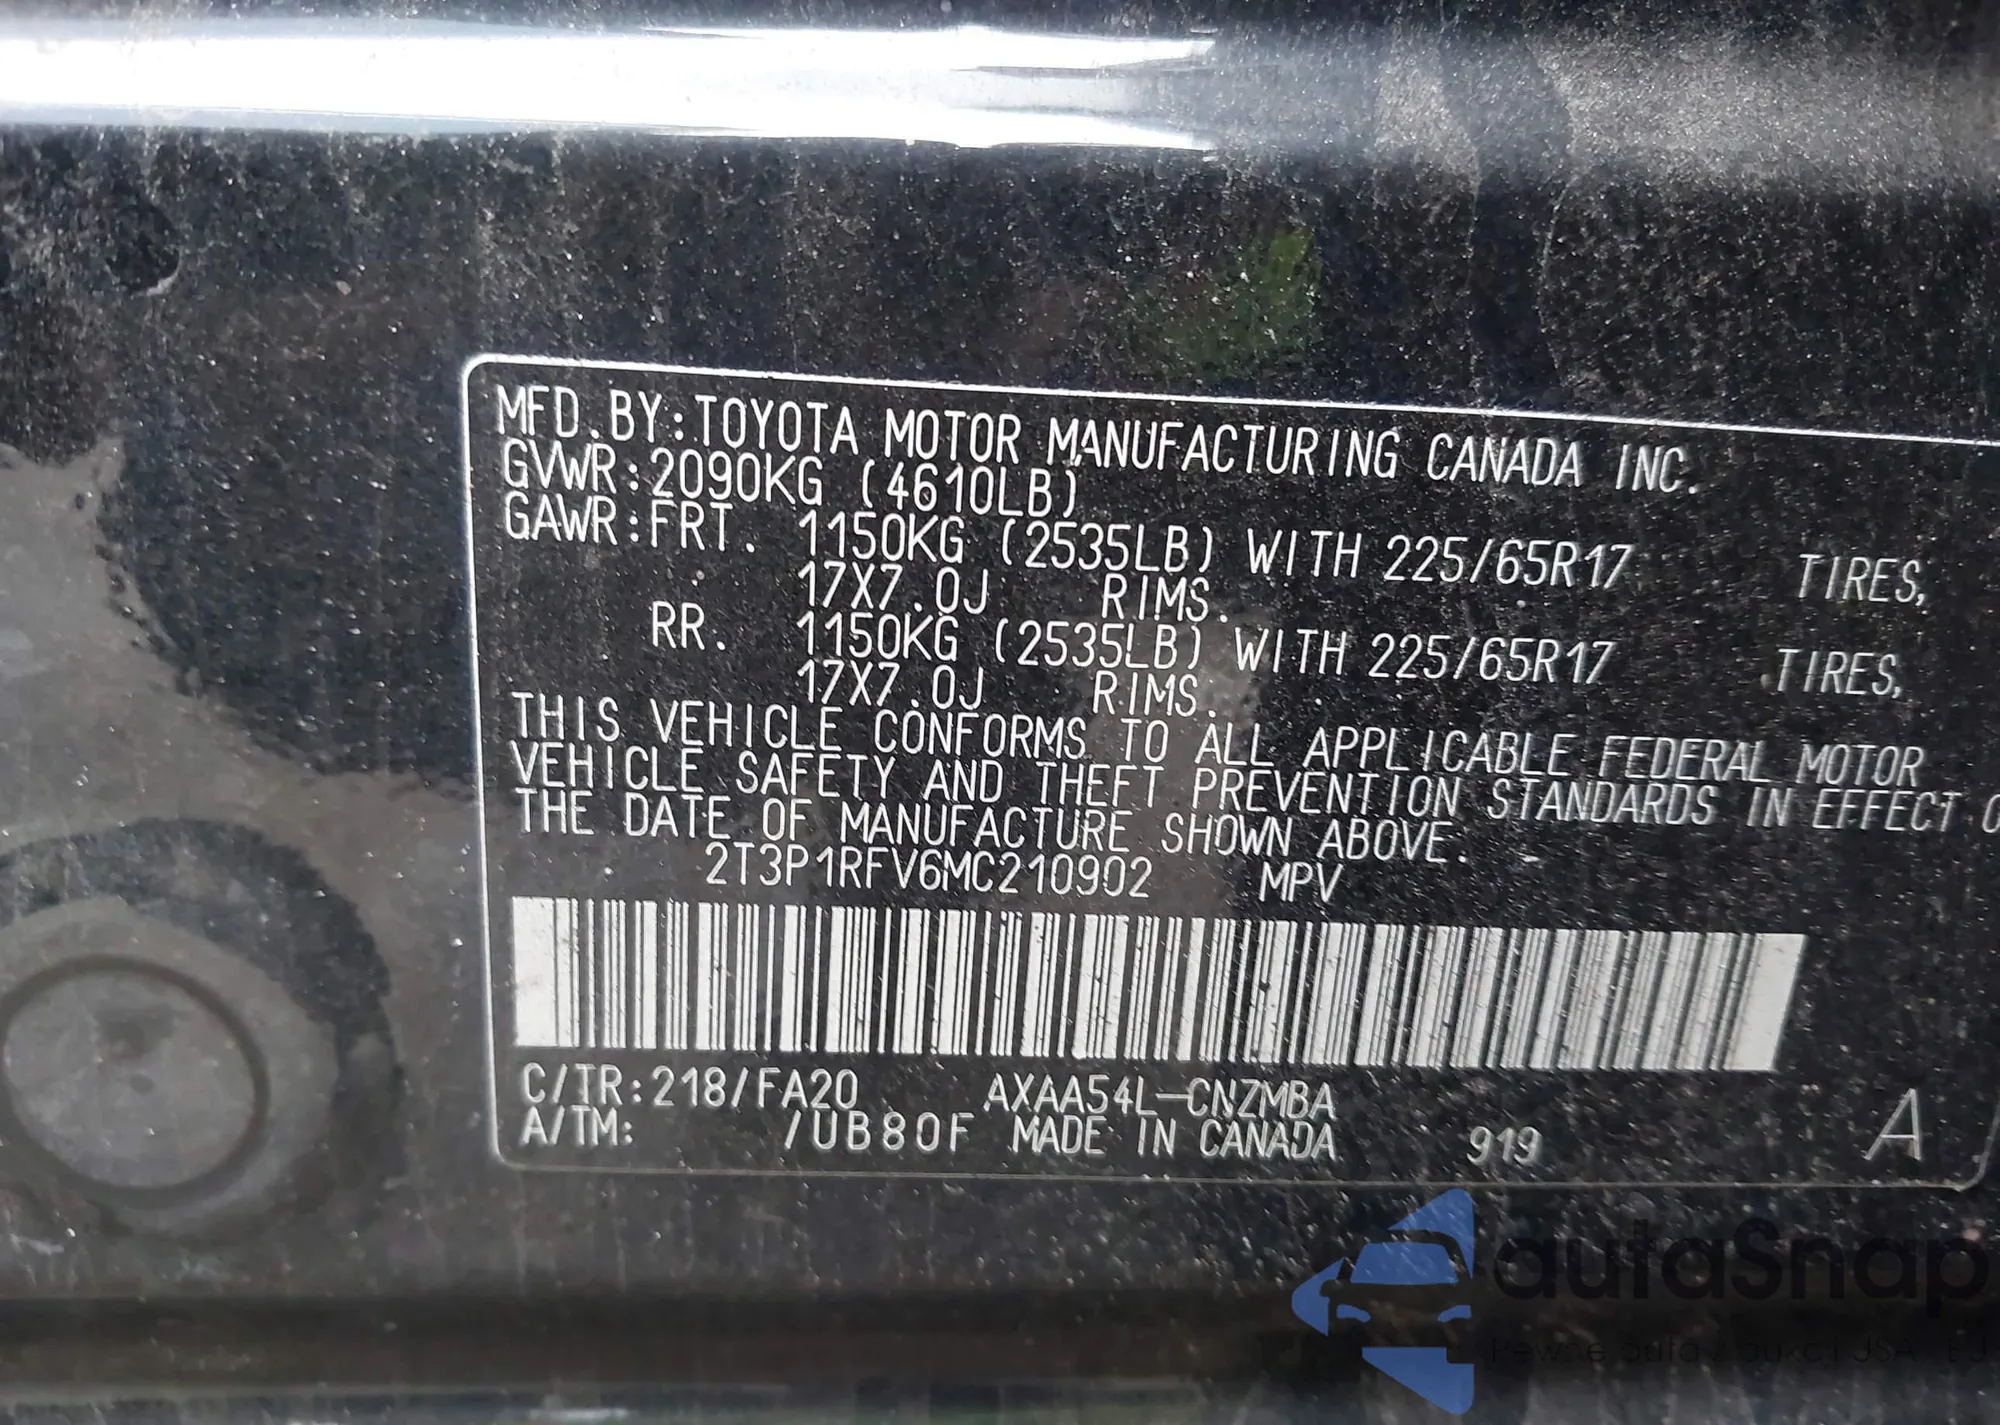 MFD.BY:TOYOTA MOTOR MANUFACTURING CANADA INC.
GVWR:2090KG (4610LB)
GAWR:FRT. 1150KG (2535LB) WITH 225/65R17 TIRES,
17X7.0J RIMS.
RR. 1150KG (2535LB) WITH 225/65R17 TIRES,
17X7.0J RIMS.
THIS VEHICLE CONFORMS TO ALL APPLICABLE FEDERAL MOTOR
VEHICLE SAFETY AND THEFT PREVENTION STANDARDS IN EFFECT
THE DATE OF MANUFACTURE SHOWN ABOVE.
2T3P1RFV6MC210902 MPV
C/TR:218/FA20 AXAA54L-CNZMBA
A/TM: /UB80F MADE IN CANADA 919 A
autaSnap